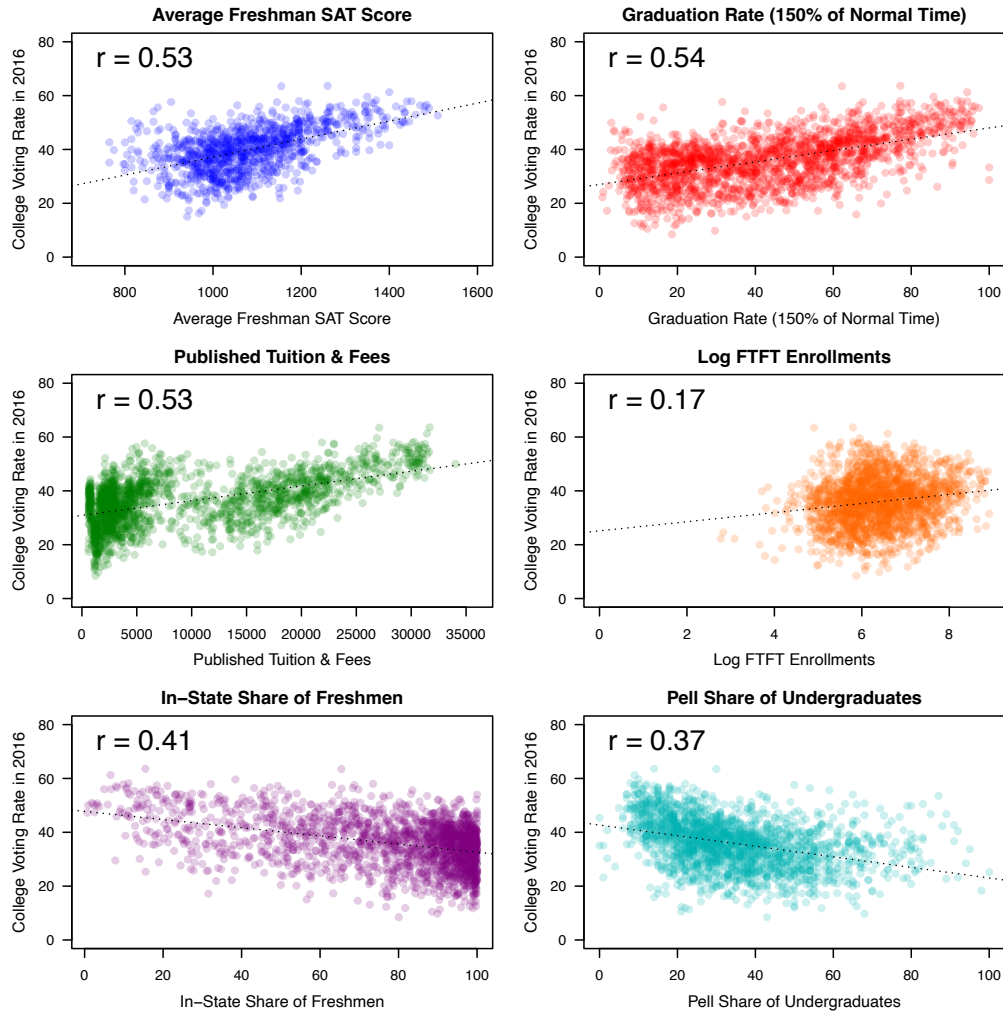 Average Freshman SAT Score
r = 0.53
College Voting Rate in 2016
80
60
40
20
0
800 1000 1200 1400 1600
Average Freshman SAT Score
Graduation Rate (150% of Normal Time)
r = 0.54
College Voting Rate in 2016
80
60
40
20
0
0 20 40 60 80 100
Graduation Rate (150% of Normal Time)
Published Tuition & Fees
r = 0.53
College Voting Rate in 2016
80
60
40
20
0
0 5000 10000 15000 20000 25000 30000 35000
Published Tuition & Fees
Log FTFT Enrollments
r = 0.17
College Voting Rate in 2016
80
60
40
20
0
0 2 4 6 8
Log FTFT Enrollments
In−State Share of Freshmen
r = 0.41
College Voting Rate in 2016
80
60
40
20
0
0 20 40 60 80 100
In−State Share of Freshmen
Pell Share of Undergraduates
r = 0.37
College Voting Rate in 2016
80
60
40
20
0
0 20 40 60 80 100
Pell Share of Undergraduates